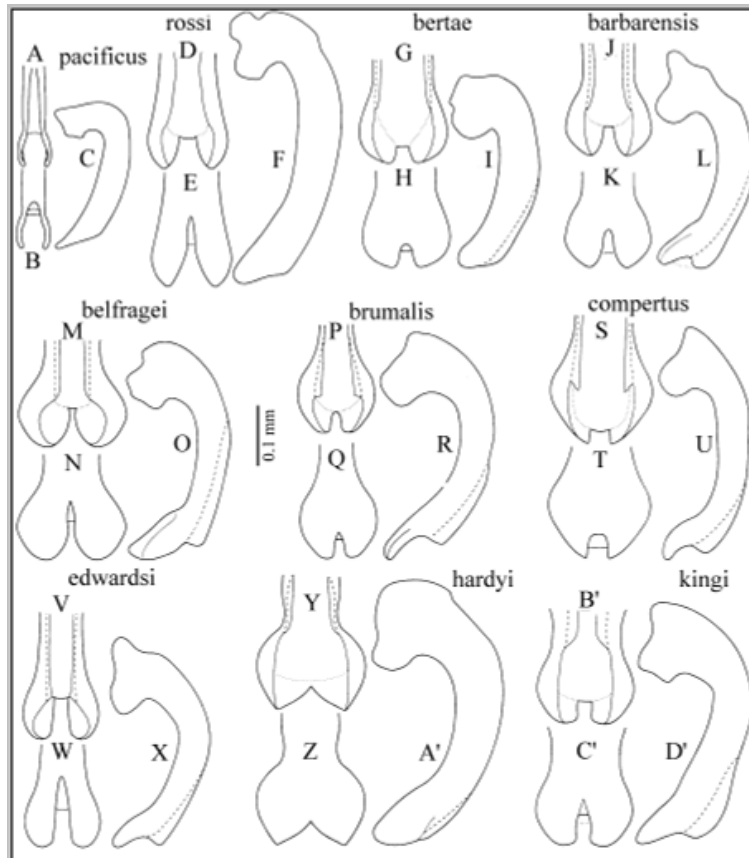 rossi
bertae
barbarensis
A
pacificus
D
G
J
C
F
I
L
E
H
K
B
belfragei
brumalis
compertus
M
P
S
O
R
U
N
Q
T
0.1 mm
edwardsi
hardyi
kingi
V
Y
B'
W
X
Z
A'
C'
D'